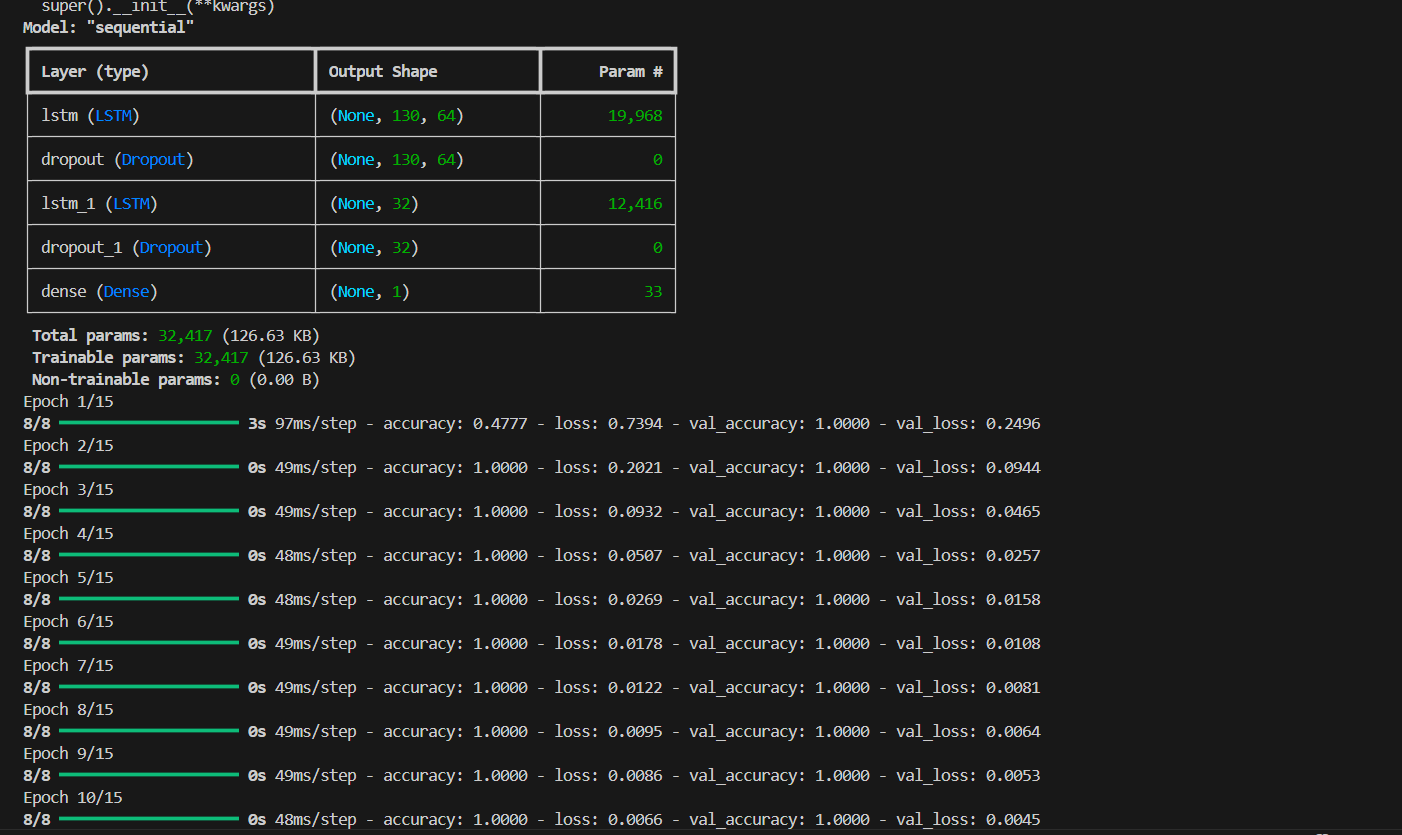 super().__init__(**kwargs)
Model: "sequential"
Layer (type) Output Shape Param #
lstm (LSTM) (None, 130, 64) 19,968
dropout (Dropout) (None, 130, 64) 0
lstm_1 (LSTM) (None, 32) 12,416
dropout_1 (Dropout) (None, 32) 0
dense (Dense) (None, 1) 33
Total params: 32,417 (126.63 KB)
Trainable params: 32,417 (126.63 KB)
Non-trainable params: 0 (0.00 B)
Epoch 1/15
8/8 3s 97ms/step - accuracy: 0.4777 - loss: 0.7394 - val_accuracy: 1.0000 - val_loss: 0.2496
Epoch 2/15
8/8 0s 49ms/step - accuracy: 1.0000 - loss: 0.2021 - val_accuracy: 1.0000 - val_loss: 0.0944
Epoch 3/15
8/8 0s 49ms/step - accuracy: 1.0000 - loss: 0.0932 - val_accuracy: 1.0000 - val_loss: 0.0465
Epoch 4/15
8/8 0s 48ms/step - accuracy: 1.0000 - loss: 0.0507 - val_accuracy: 1.0000 - val_loss: 0.0257
Epoch 5/15
8/8 0s 48ms/step - accuracy: 1.0000 - loss: 0.0269 - val_accuracy: 1.0000 - val_loss: 0.0158
Epoch 6/15
8/8 0s 49ms/step - accuracy: 1.0000 - loss: 0.0178 - val_accuracy: 1.0000 - val_loss: 0.0108
Epoch 7/15
8/8 0s 49ms/step - accuracy: 1.0000 - loss: 0.0122 - val_accuracy: 1.0000 - val_loss: 0.0081
Epoch 8/15
8/8 0s 49ms/step - accuracy: 1.0000 - loss: 0.0095 - val_accuracy: 1.0000 - val_loss: 0.0064
Epoch 9/15
8/8 0s 49ms/step - accuracy: 1.0000 - loss: 0.0086 - val_accuracy: 1.0000 - val_loss: 0.0053
Epoch 10/15
8/8 0s 48ms/step - accuracy: 1.0000 - loss: 0.0066 - val_accuracy: 1.0000 - val_loss: 0.0045